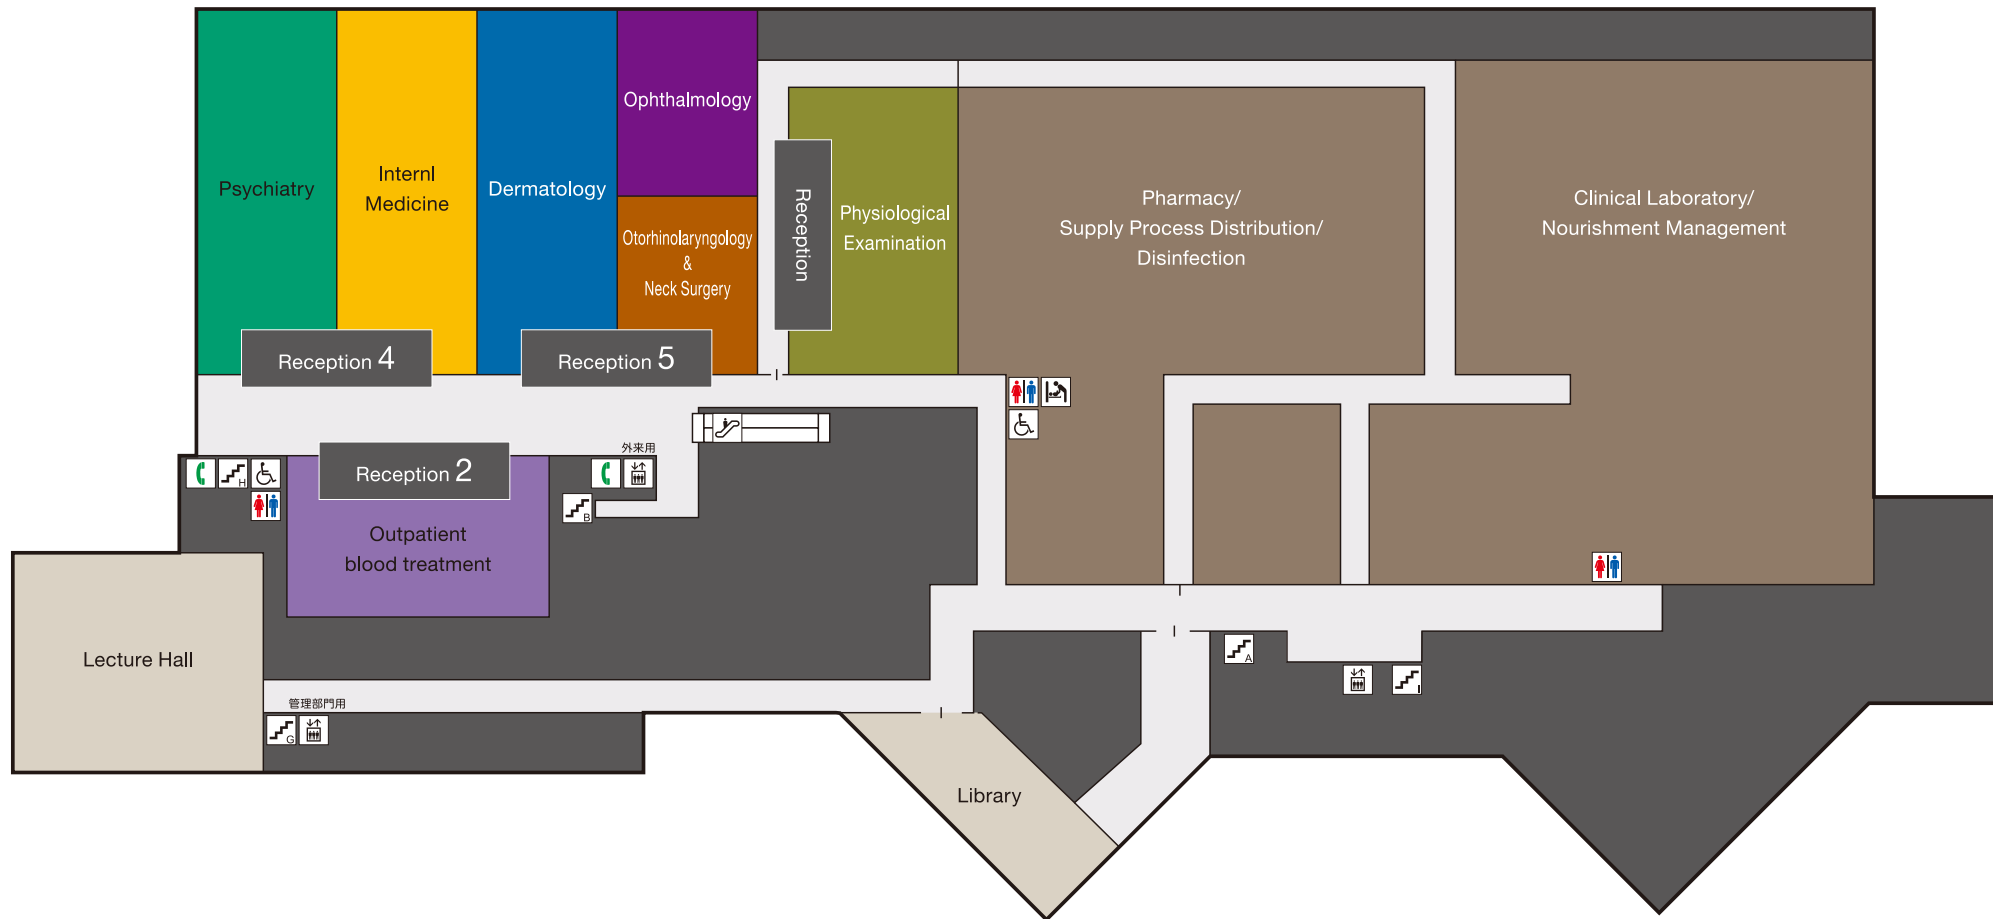 Psychiatry
Internl
Medicine
Dermatology
Ophthalmology
Otorhinolaryngology
&
Neck Surgery
Reception
Physiological
Examination
Pharmacy/
Supply Process Distribution/
Disinfection
Clinical Laboratory/
Nourishment Management
Reception 4
Reception 5
Reception 2
Outpatient
blood treatment
外来用
H
B
Lecture Hall
管理部門用
G
A
I
Library